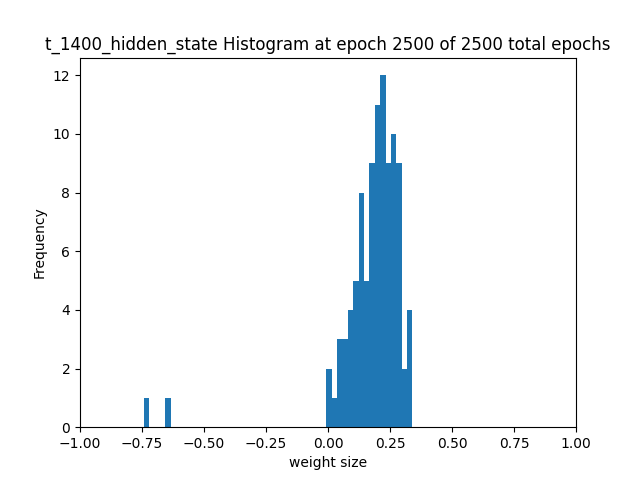 t_1400_hidden_state Histogram at epoch 2500 of 2500 total epochs
12
10
8
6
4
2
0
Frequency
−1.00 −0.75 −0.50 −0.25 0.00 0.25 0.50 0.75 1.00
weight size